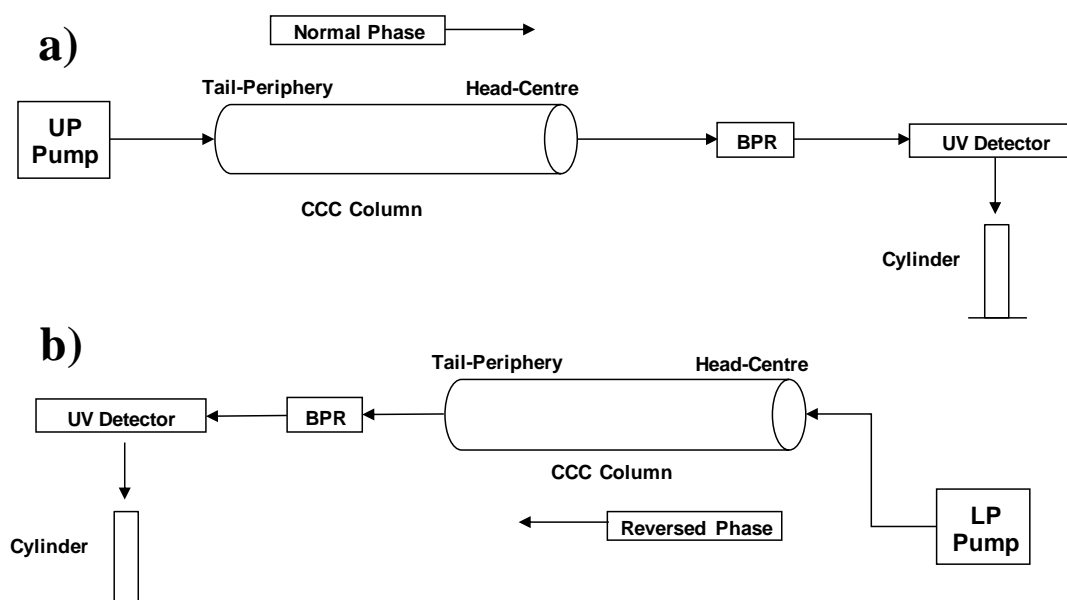 a)
Normal Phase
Tail-Periphery
Head-Centre
UP
Pump
BPR
UV Detector
CCC Column
Cylinder
b)
Tail-Periphery
Head-Centre
UV Detector
BPR
CCC Column
Cylinder
Reversed Phase
LP
Pump